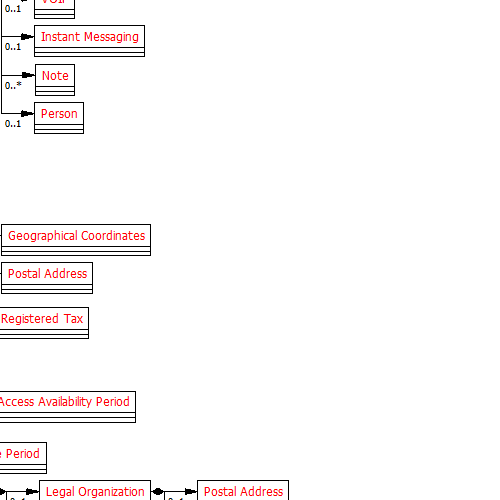 VOIP
0..1
Instant Messaging
0..1
Note
0..*
Person
0..1
Geographical Coordinates
Postal Address
Registered Tax
Access Availability Period
Period
Legal Organization
Postal Address